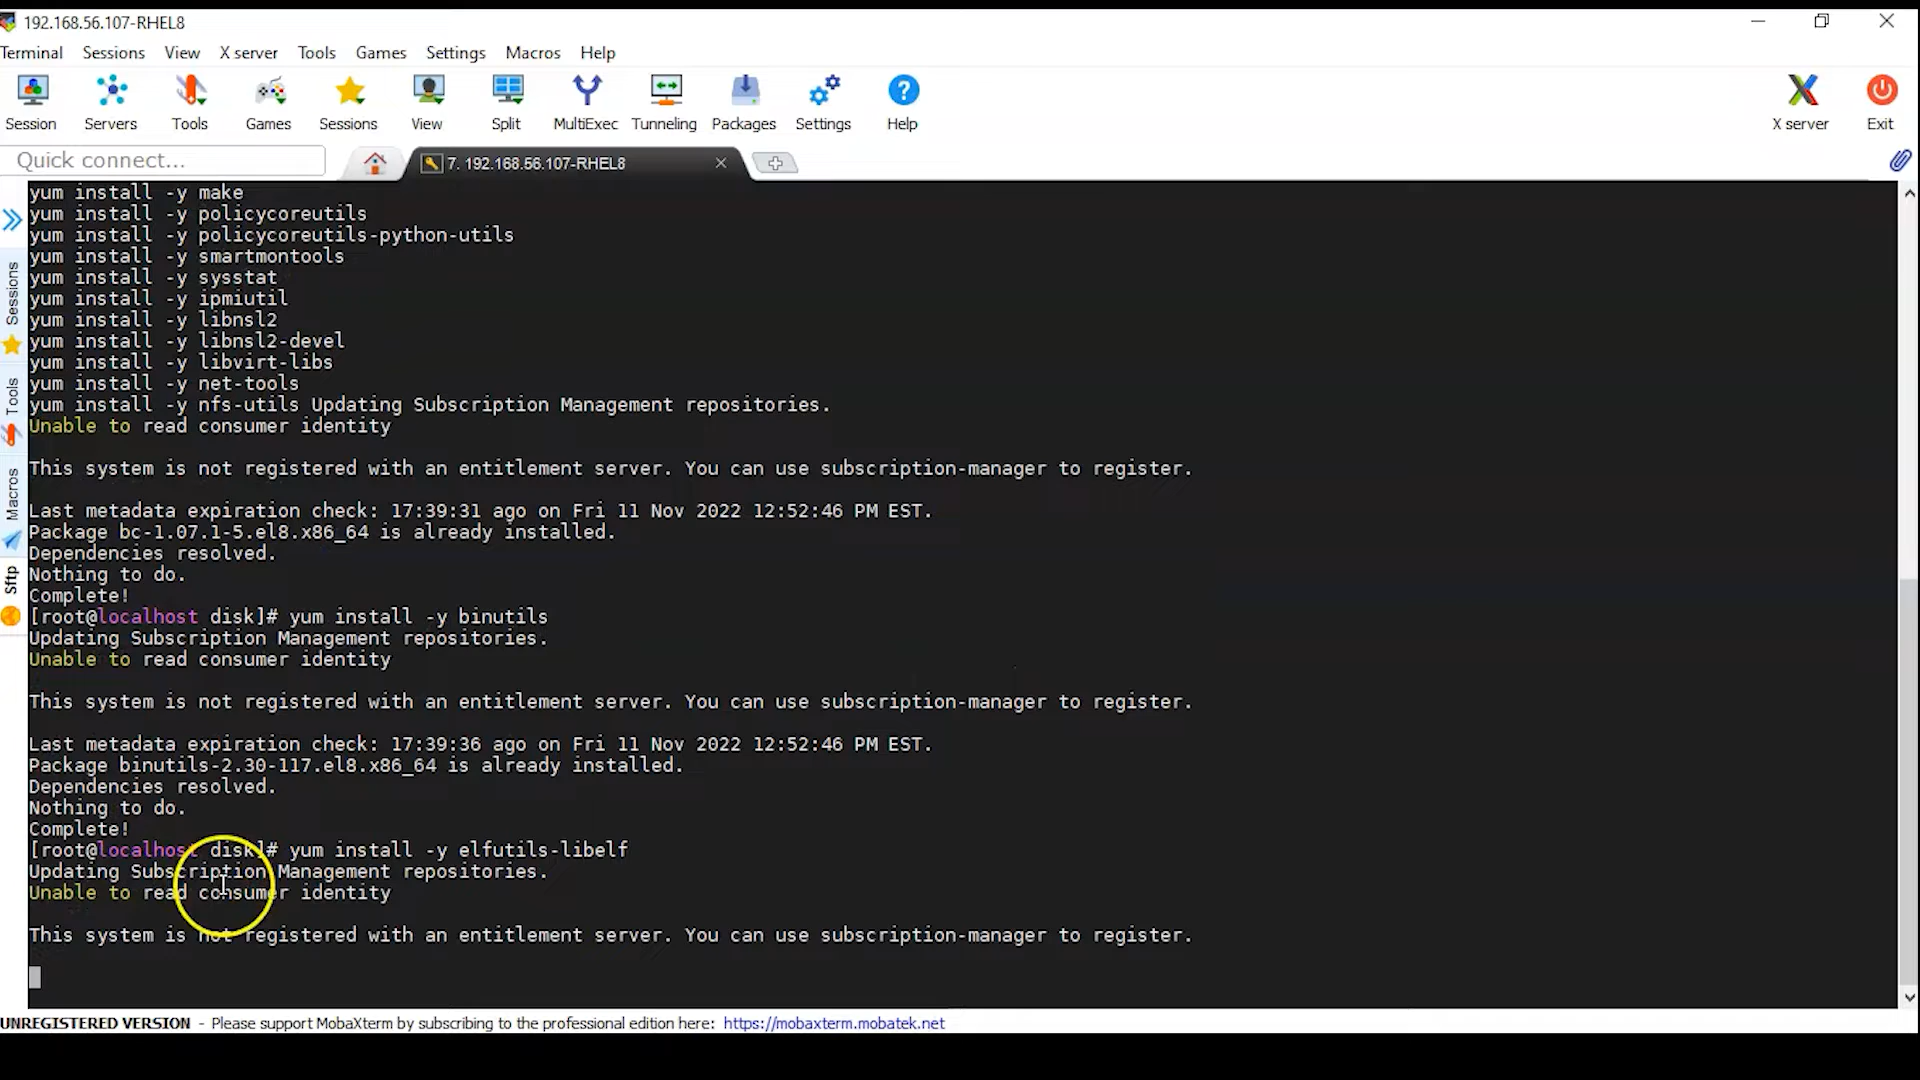 192.168.56.107-RHEL8
Terminal Sessions View X server Tools Games Settings Macros Help
Session Servers Tools Games Sessions View Split MultiExec Tunneling Packages Settings Help X server Exit
Quick connect...
7. 192.168.56.107-RHEL8
Sessions
Tools
Macros
Sftp
yum install -y make
yum install -y policycoreutils
yum install -y policycoreutils-python-utils
yum install -y smartmontools
yum install -y sysstat
yum install -y ipmiutil
yum install -y libnsl2
yum install -y libnsl2-devel
yum install -y libvirt-libs
yum install -y net-tools
yum install -y nfs-utils Updating Subscription Management repositories.
Unable to read consumer identity
This system is not registered with an entitlement server. You can use subscription-manager to register.
Last metadata expiration check: 17:39:31 ago on Fri 11 Nov 2022 12:52:46 PM EST.
Package bc-1.07.1-5.el8.x86_64 is already installed.
Dependencies resolved.
Nothing to do.
Complete!
[root@localhost disk]# yum install -y binutils
Updating Subscription Management repositories.
Unable to read consumer identity
This system is not registered with an entitlement server. You can use subscription-manager to register.
Last metadata expiration check: 17:39:36 ago on Fri 11 Nov 2022 12:52:46 PM EST.
Package binutils-2.30-117.el8.x86_64 is already installed.
Dependencies resolved.
Nothing to do.
Complete!
[root@localhost disk]# yum install -y elfutils-libelf
Updating Subscription Management repositories.
Unable to read consumer identity
This system is not registered with an entitlement server. You can use subscription-manager to register.
UNREGISTERED VERSION - Please support MobaXterm by subscribing to the professional edition here: https://mobaxterm.mobatek.net